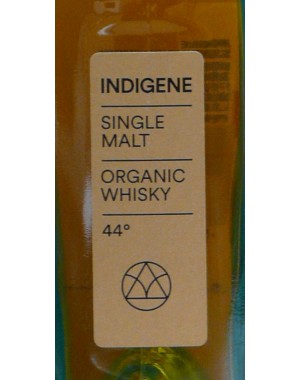 INDIGENE
SINGLE
MALT
ORGANIC
WHISKY
44°